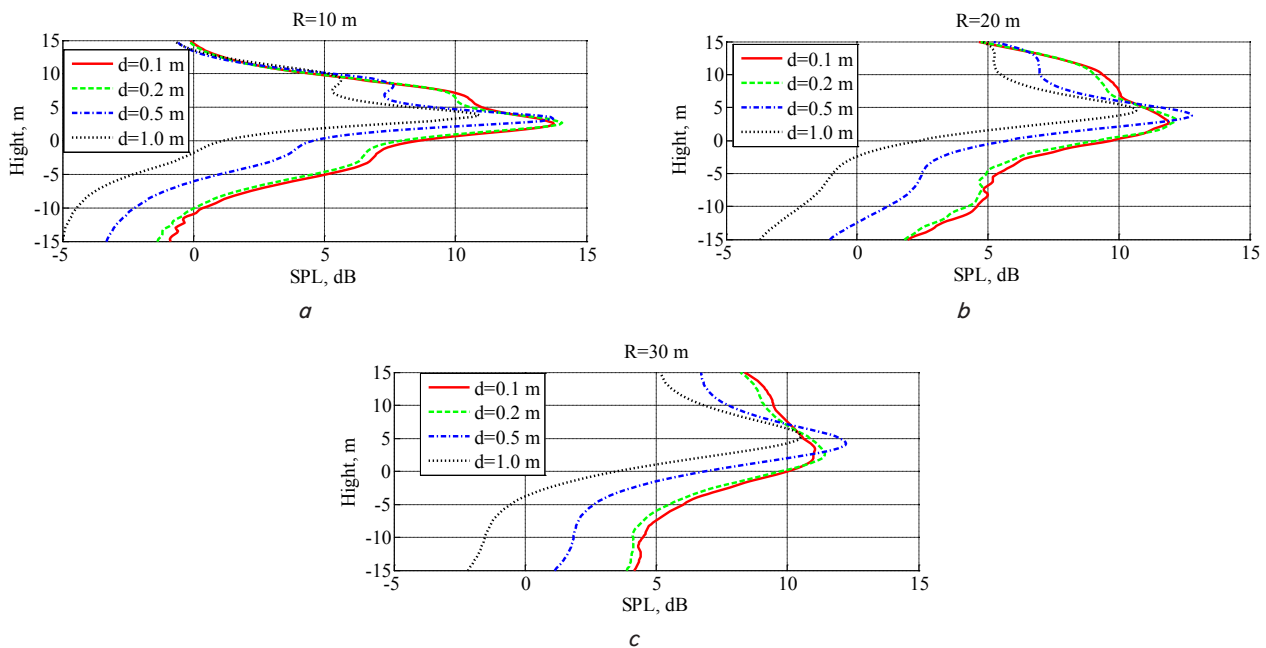 R=10 m
15
10
5
0
-5
-10
-15
Hight, m
d=0.1 m
d=0.2 m
d=0.5 m
d=1.0 m
-5 0 5 10 15
SPL, dB
a
R=20 m
15
10
5
0
-5
-10
-15
Hight, m
d=0.1 m
d=0.2 m
d=0.5 m
d=1.0 m
-5 0 5 10 15
SPL, dB
b
R=30 m
15
10
5
0
-5
-10
-15
Hight, m
d=0.1 m
d=0.2 m
d=0.5 m
d=1.0 m
-5 0 5 10 15
SPL, dB
c